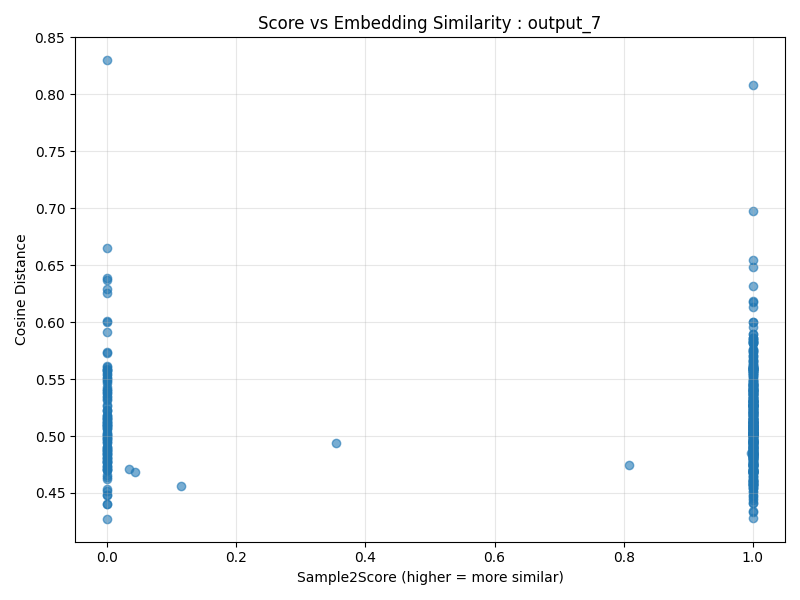 Score vs Embedding Similarity : output_7
Cosine Distance
0.85
0.80
0.75
0.70
0.65
0.60
0.55
0.50
0.45
0.0 0.2 0.4 0.6 0.8 1.0
Sample2Score (higher = more similar)